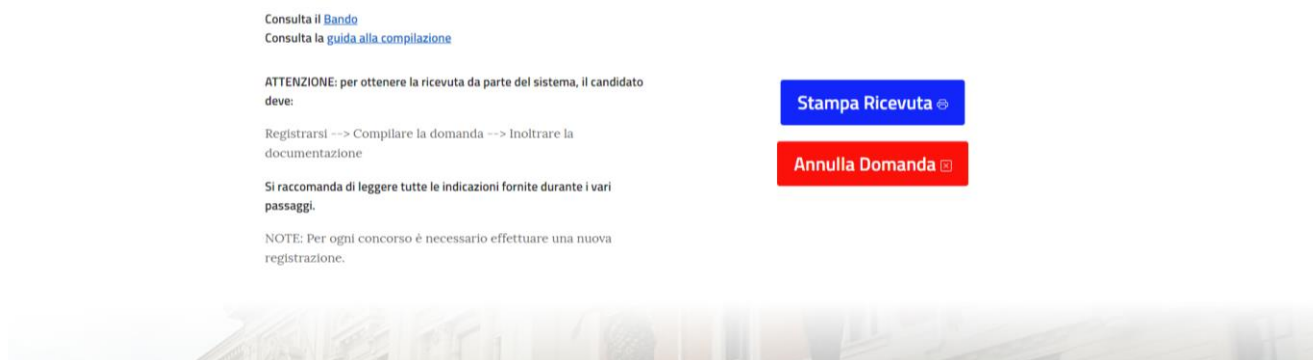 Consulta il Bando
Consulta la guida alla compilazione
ATTENZIONE: per ottenere la ricevuta da parte del sistema, il candidato
deve:
Registrarsi --> Compilare la domanda --> Inoltrare la
documentazione
Si raccomanda di leggere tutte le indicazioni fornite durante i vari
passaggi.
NOTE: Per ogni concorso è necessario effettuare una nuova
registrazione.
Stampa Ricevuta
Annulla Domanda